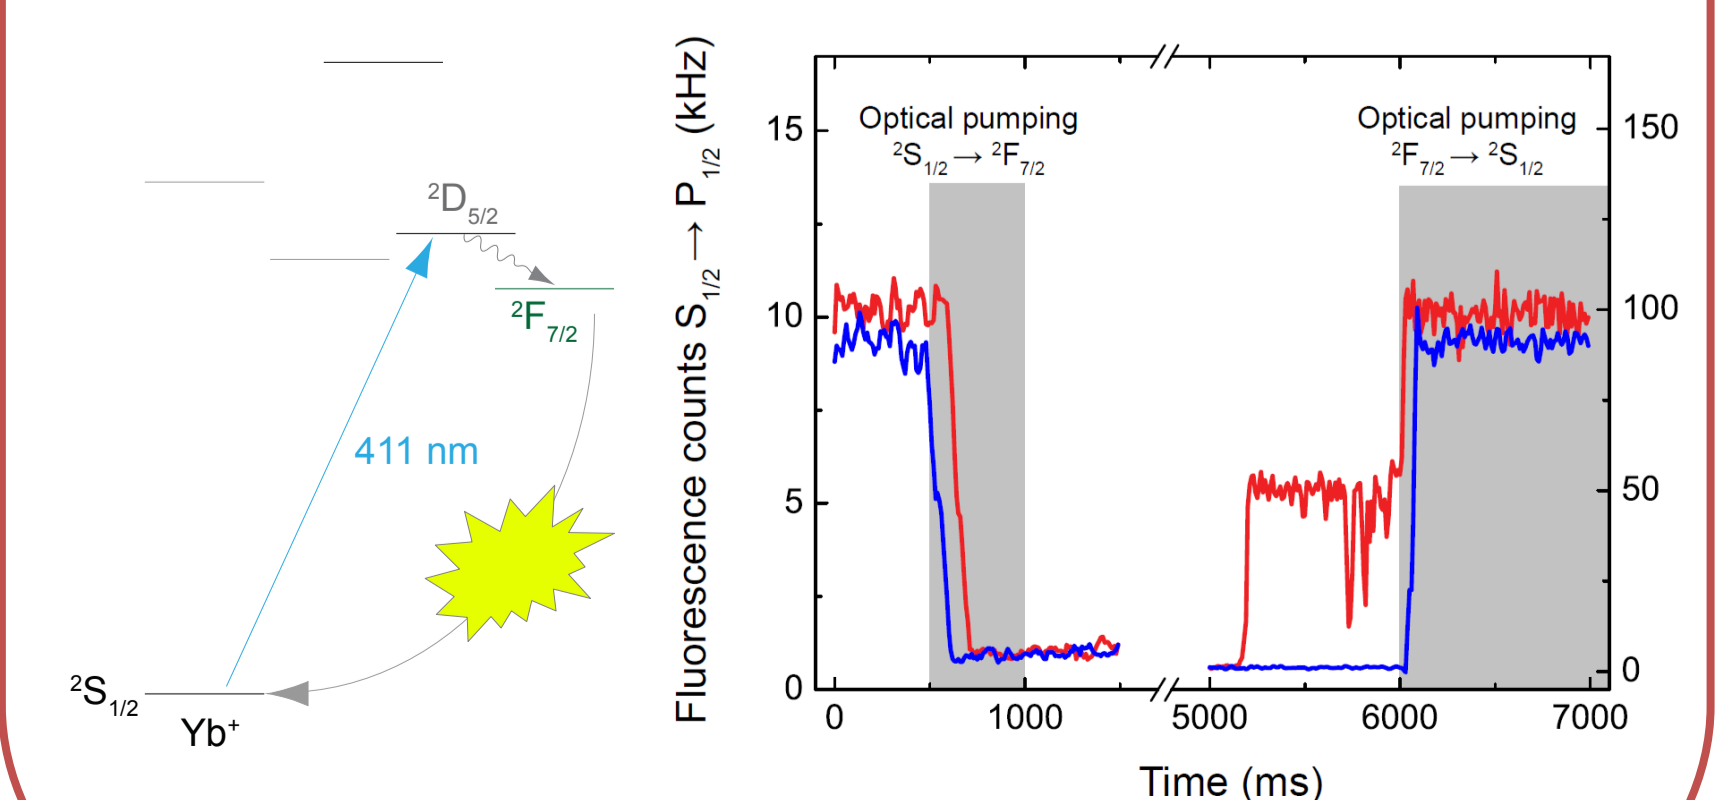 ²D5/2
²F7/2
411 nm
²S1/2
Yb⁺
Fluorescence counts S1/2 → P1/2 (kHz)
15
10
5
0
Optical pumping
²S1/2 → ²F7/2
Optical pumping
²F7/2 → ²S1/2
150
100
50
0
0 1000 5000 6000 7000
Time (ms)